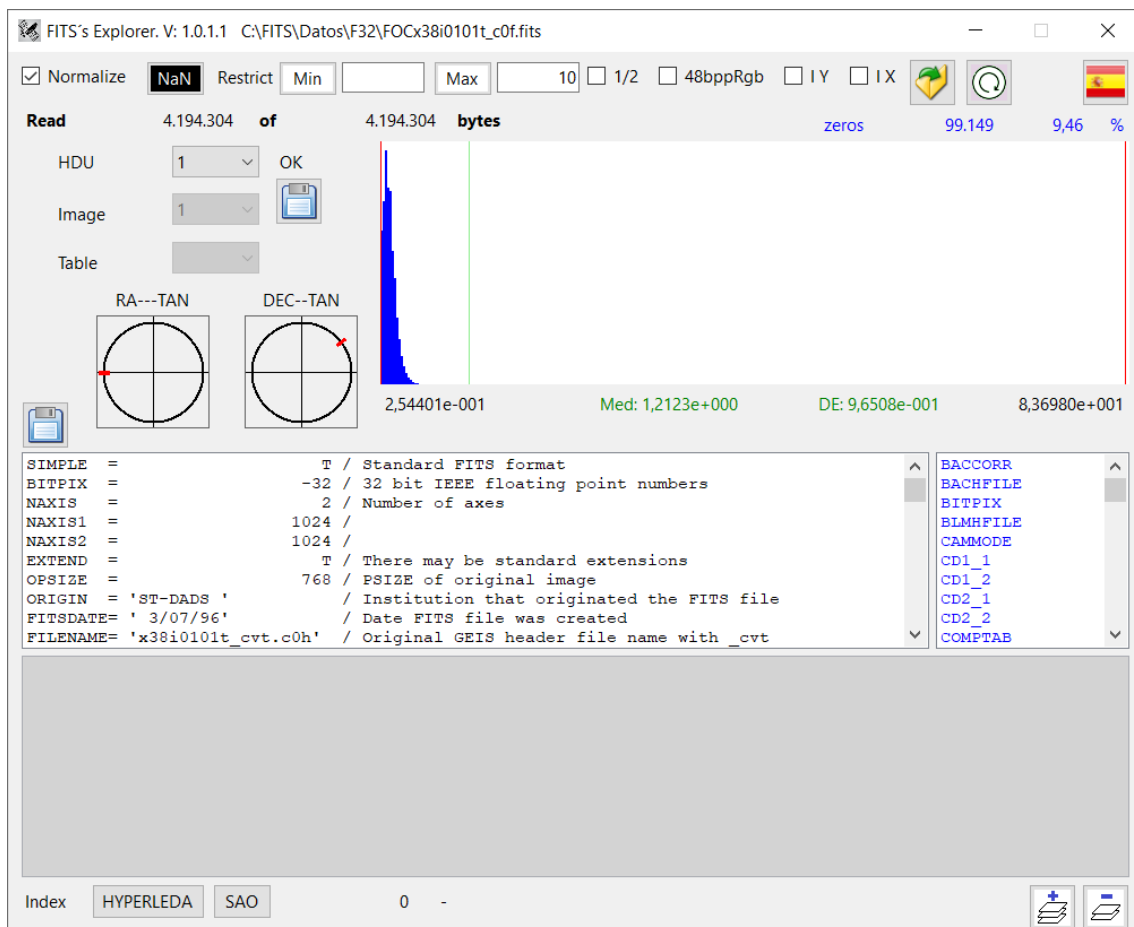 FITS´s Explorer. V: 1.0.1.1 C:\FITS\Datos\F32\FOCx38i0101t_c0f.fits
Normalize NaN Restrict Min Max 10 1/2 48bppRgb I Y I X
Read 4.194.304 of 4.194.304 bytes zeros 99.149 9,46 %
HDU 1 OK
Image 1
Table
RA---TAN DEC--TAN
2,54401e-001 Med: 1,2123e+000 DE: 9,6508e-001 8,36980e+001
SIMPLE = T / Standard FITS format
BITPIX = -32 / 32 bit IEEE floating point numbers
NAXIS = 2 / Number of axes
NAXIS1 = 1024 /
NAXIS2 = 1024 /
EXTEND = T / There may be standard extensions
OPSIZE = 768 / PSIZE of original image
ORIGIN = 'ST-DADS ' / Institution that originated the FITS file
FITSDATE= ' 3/07/96' / Date FITS file was created
FILENAME= 'x38i0101t_cvt.c0h' / Original GEIS header file name with _cvt
BACCORR
BACHFILE
BITPIX
BLMHFILE
CAMMODE
CD1_1
CD1_2
CD2_1
CD2_2
COMPTAB
Index HYPERLEDA SAO 0 -